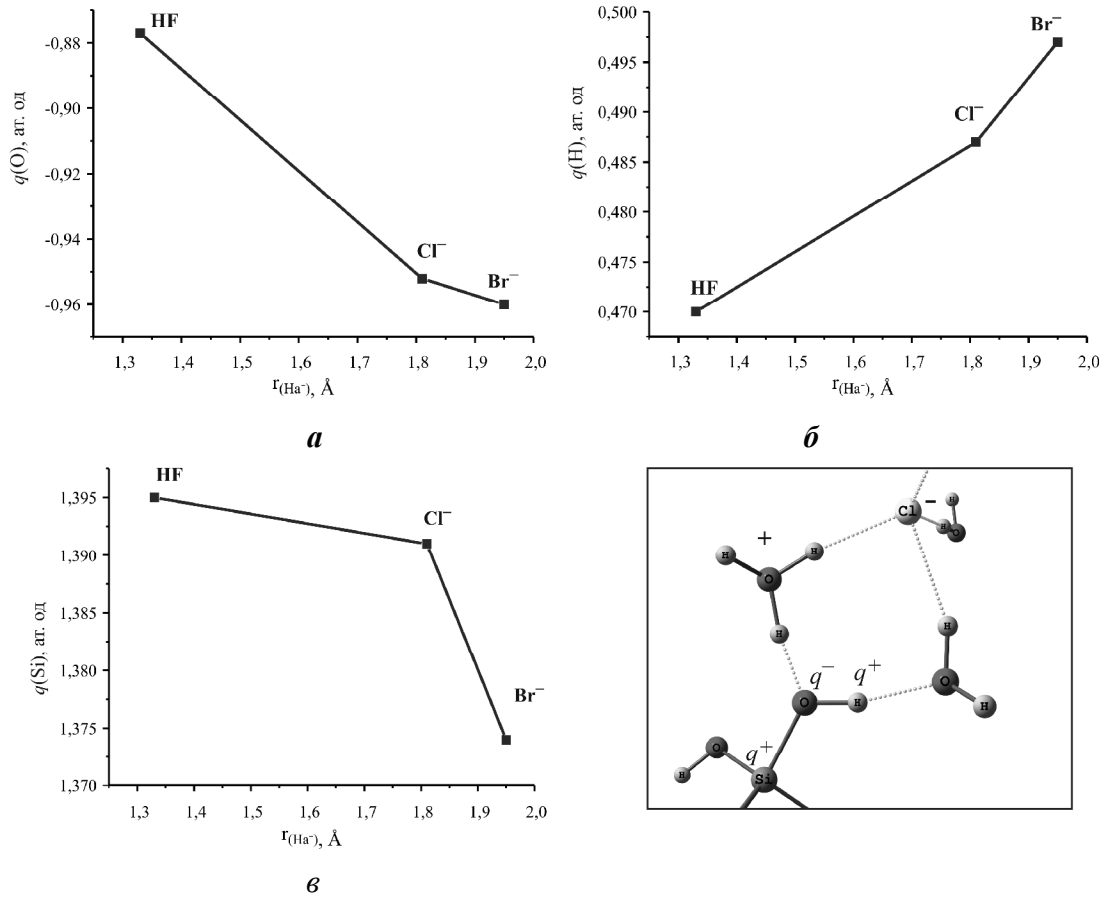 HF
Cl⁻
Br⁻
q(O), ат. од
-0,88
-0,90
-0,92
-0,94
-0,96
1,3 1,4 1,5 1,6 1,7 1,8 1,9 2,0
r(Ha⁻), Å
а
0,500
0,495
0,490
0,485
0,480
0,475
0,470
q(H), ат. од
HF
Cl⁻
Br⁻
1,3 1,4 1,5 1,6 1,7 1,8 1,9 2,0
r(Ha⁻), Å
б
1,395
1,390
1,385
1,380
1,375
1,370
q(Si), ат. од
HF
Cl⁻
Br⁻
1,3 1,4 1,5 1,6 1,7 1,8 1,9 2,0
r(Ha⁻), Å
в
Cl −
H
H
O
+
H
H
O
H
H
q⁻ q⁺
O H
O
H
O
H
q⁺
Si